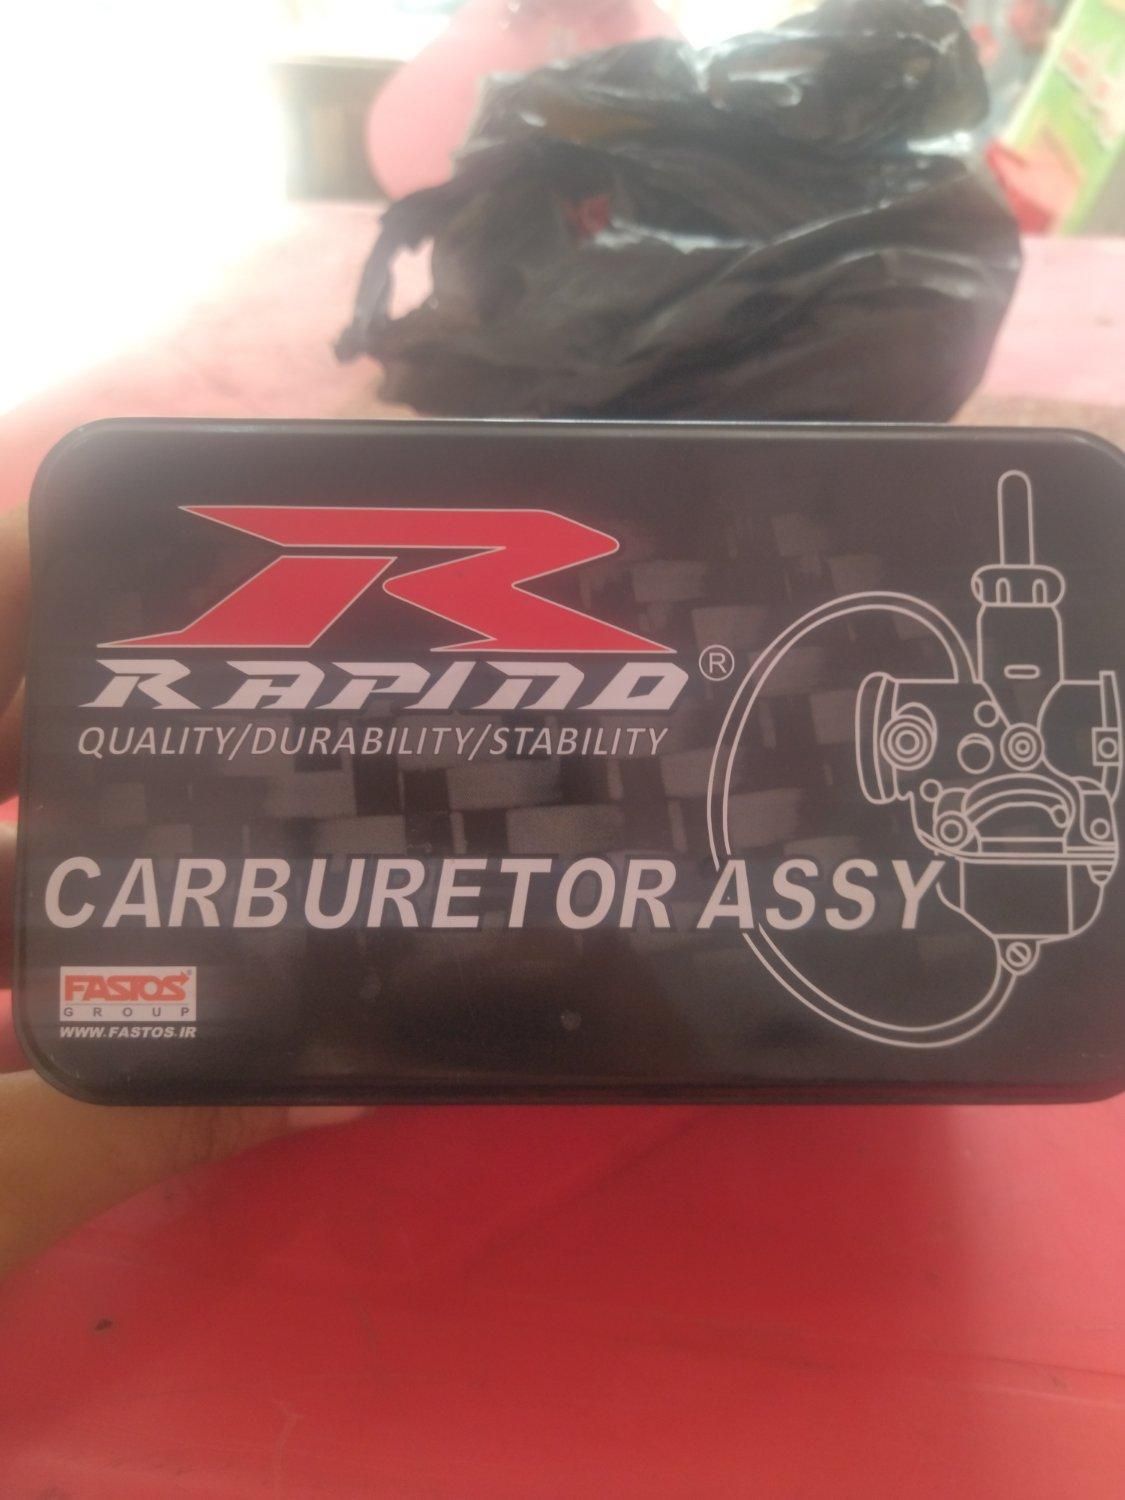 RAPIDO®
QUALITY/DURABILITY/STABILITY
CARBURETOR ASSY
FASTOS®
GROUP
WWW.FASTOS.IR